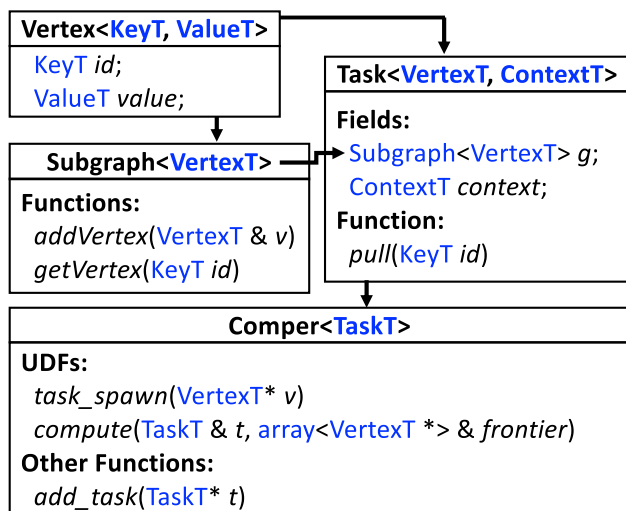 Vertex<KeyT, ValueT>
KeyT id;
ValueT value;
Task<VertexT, ContextT>
Fields:
Subgraph<VertexT> g;
ContextT context;
Function:
pull(KeyT id)
Subgraph<VertexT>
Functions:
addVertex(VertexT & v)
getVertex(KeyT id)
Comper<TaskT>
UDFs:
task_spawn(VertexT* v)
compute(TaskT & t, array<VertexT *> & frontier)
Other Functions:
add_task(TaskT* t)